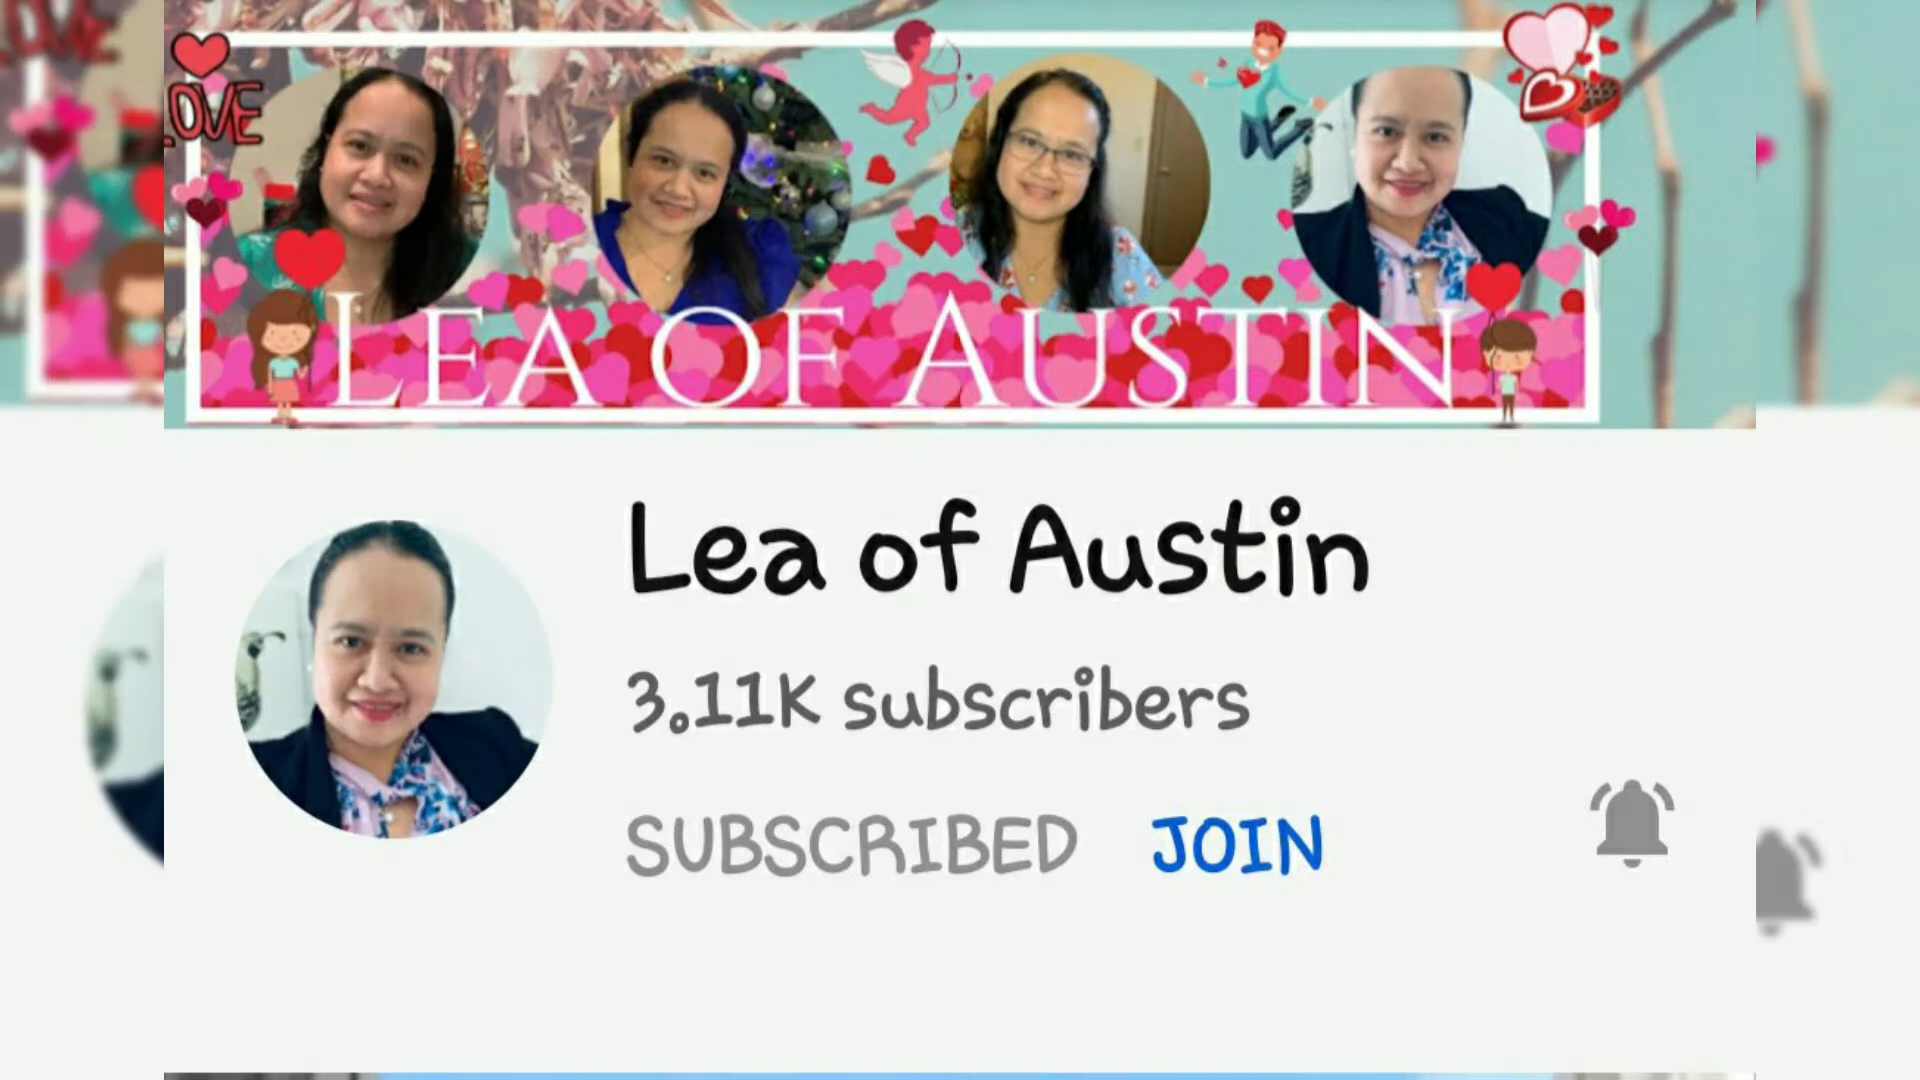 LOVE
LEA OF AUSTIN
Lea of Austin
3.11K subscribers
SUBSCRIBED JOIN